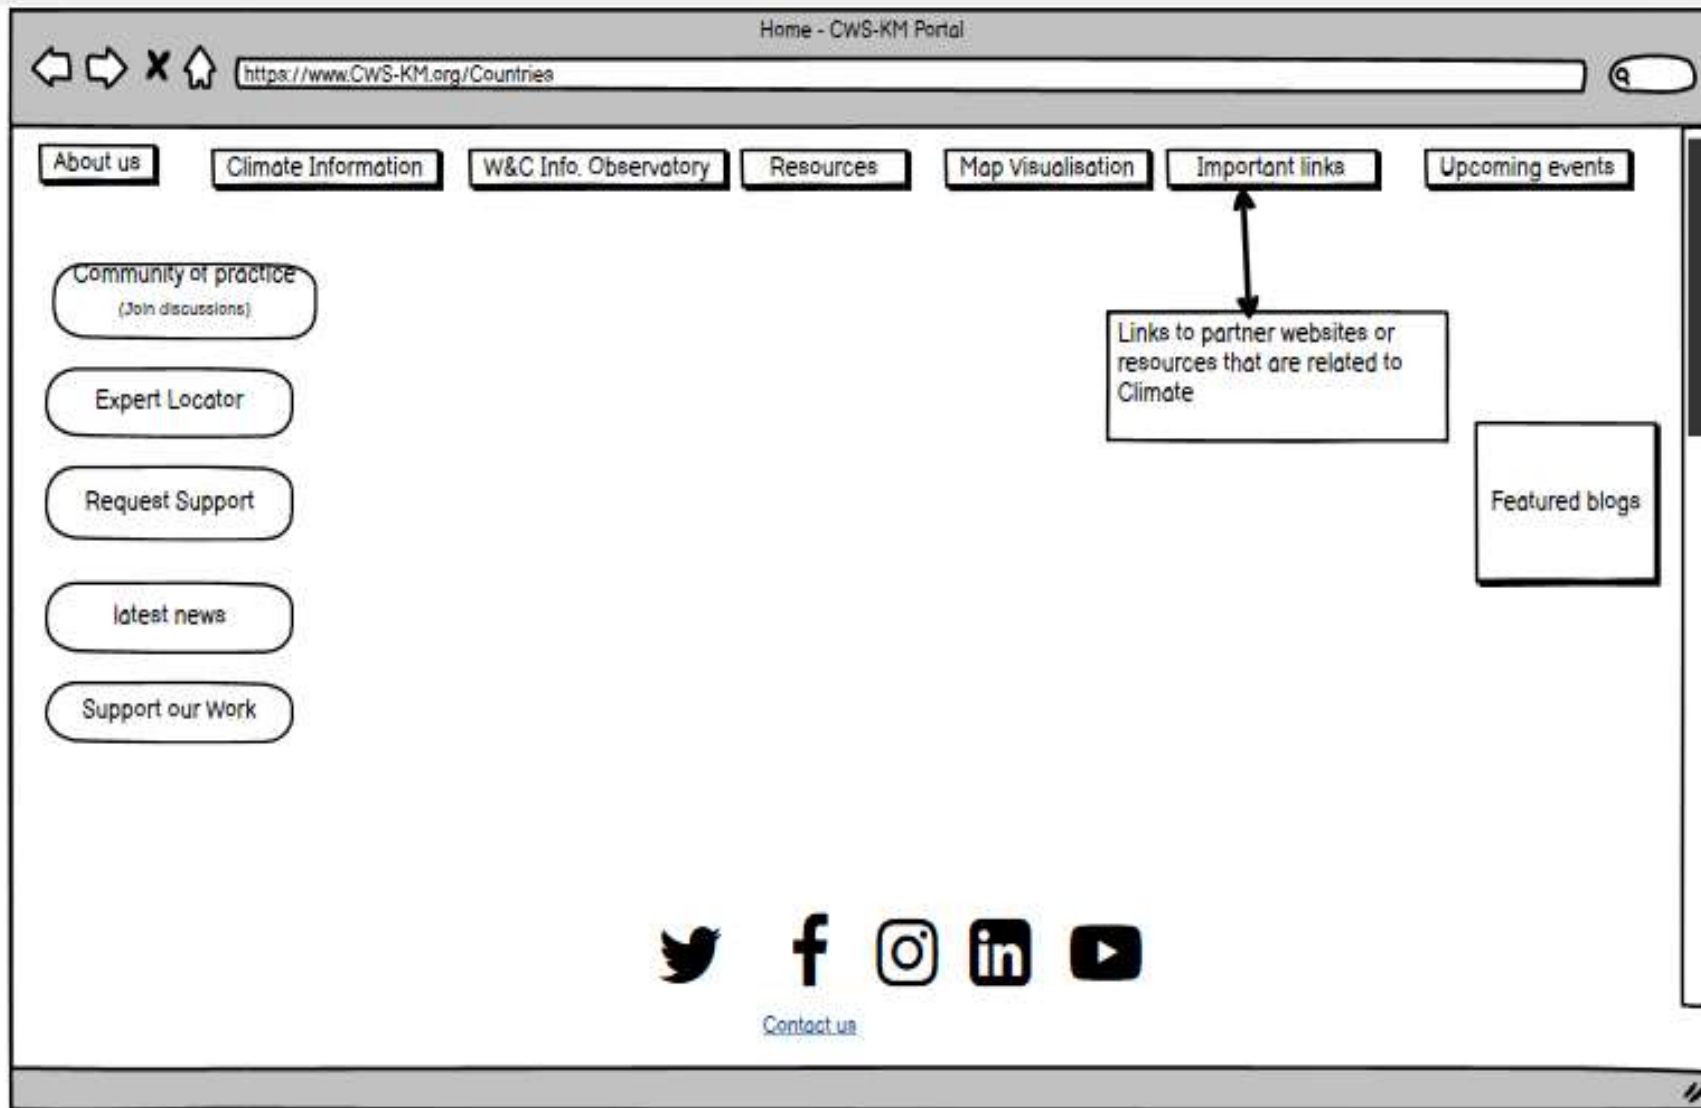 Home - CWS-KM Portal
https://www.CWS-KM.org/Countries
About us
Climate Information
W&C Info. Observatory
Resources
Map Visualisation
Important links
Upcoming events
Community of practice
(Join discussions)
Expert Locator
Request Support
latest news
Support our Work
Links to partner websites or
resources that are related to
Climate
Featured blogs
Contact us